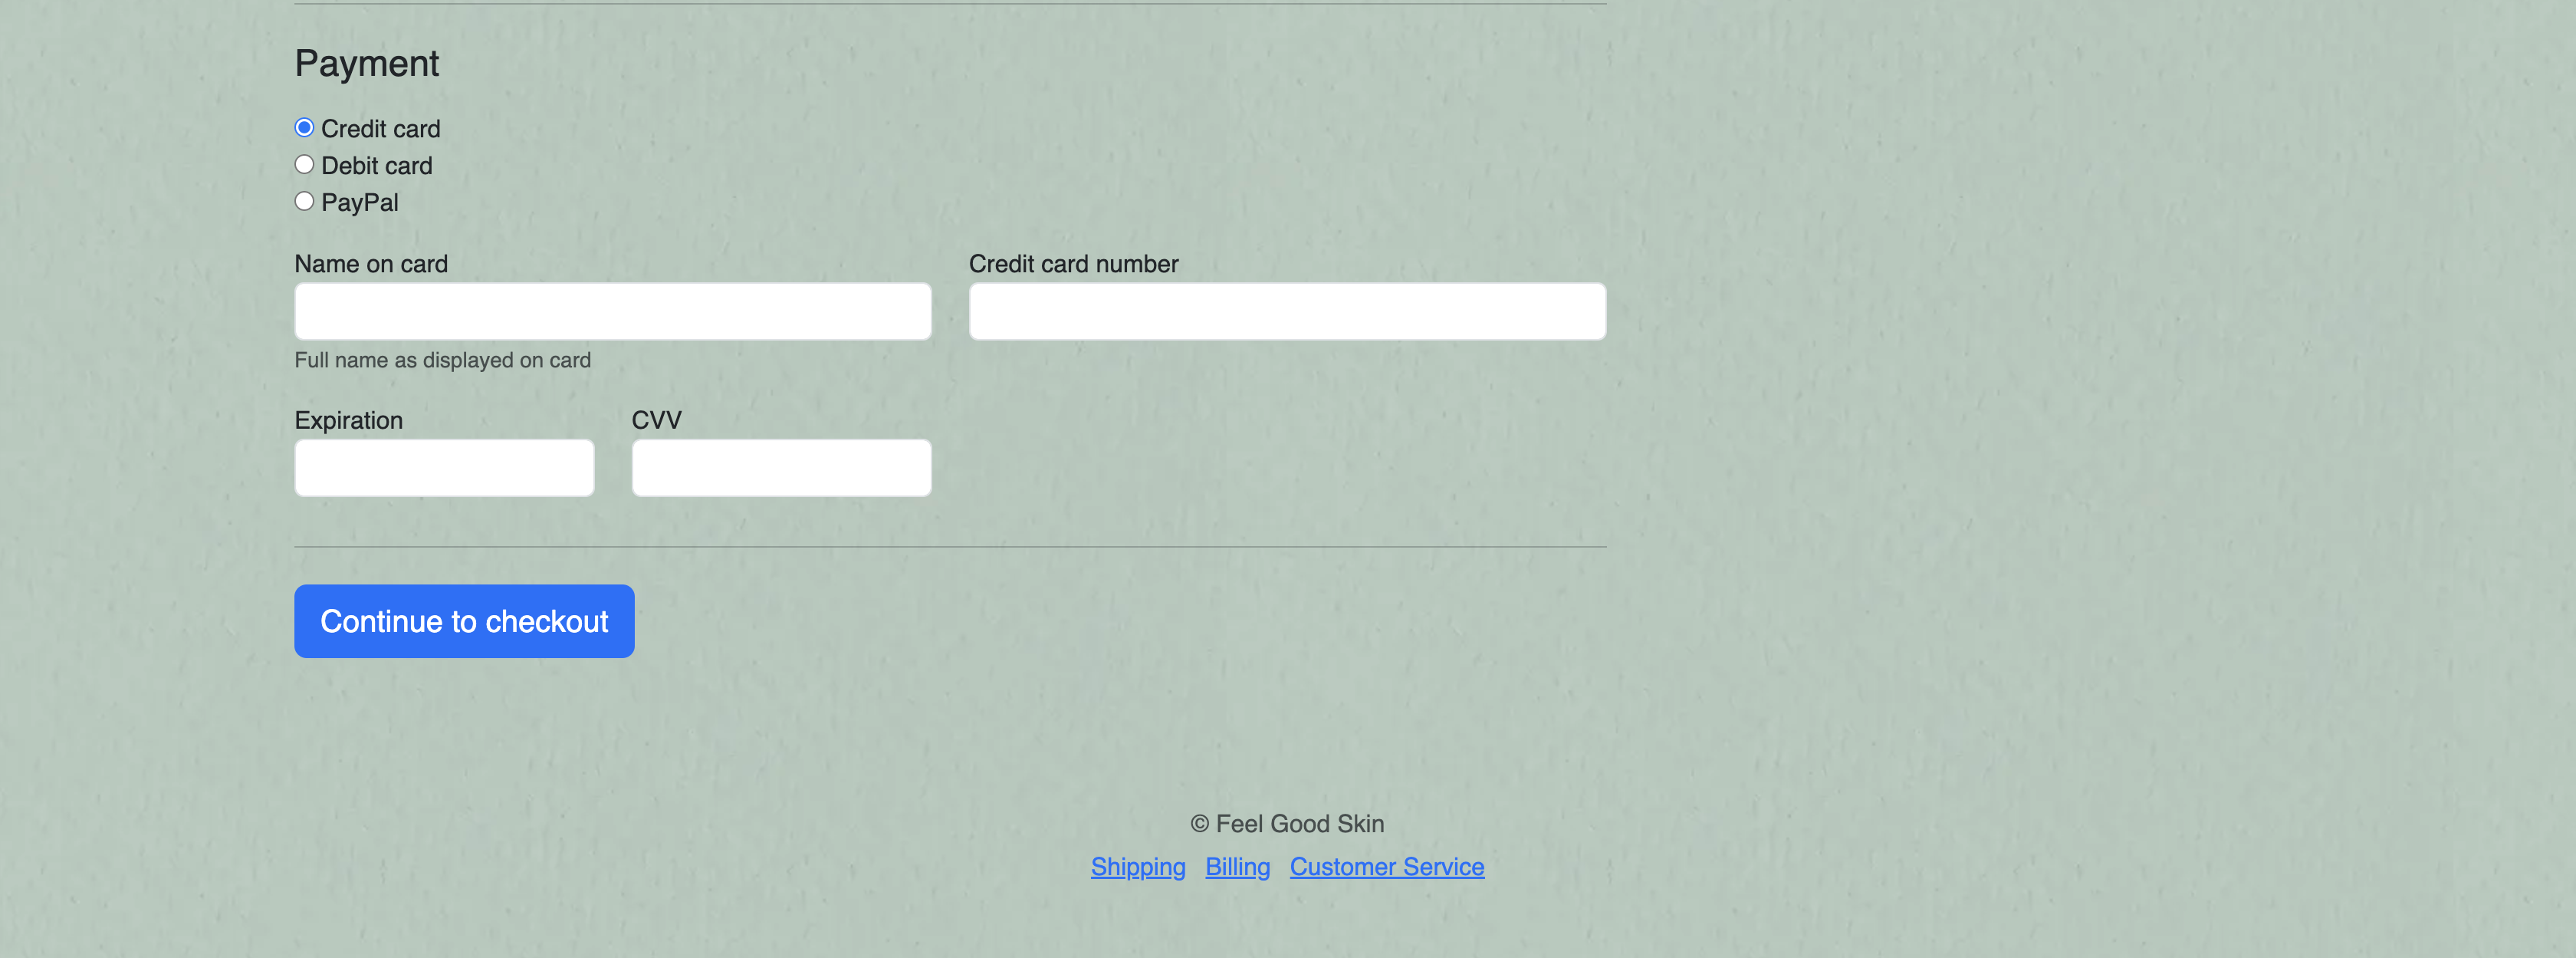 Payment
Credit card
Debit card
PayPal
Name on card
Credit card number
Full name as displayed on card
Expiration
CVV
Continue to checkout
© Feel Good Skin
Shipping Billing Customer Service